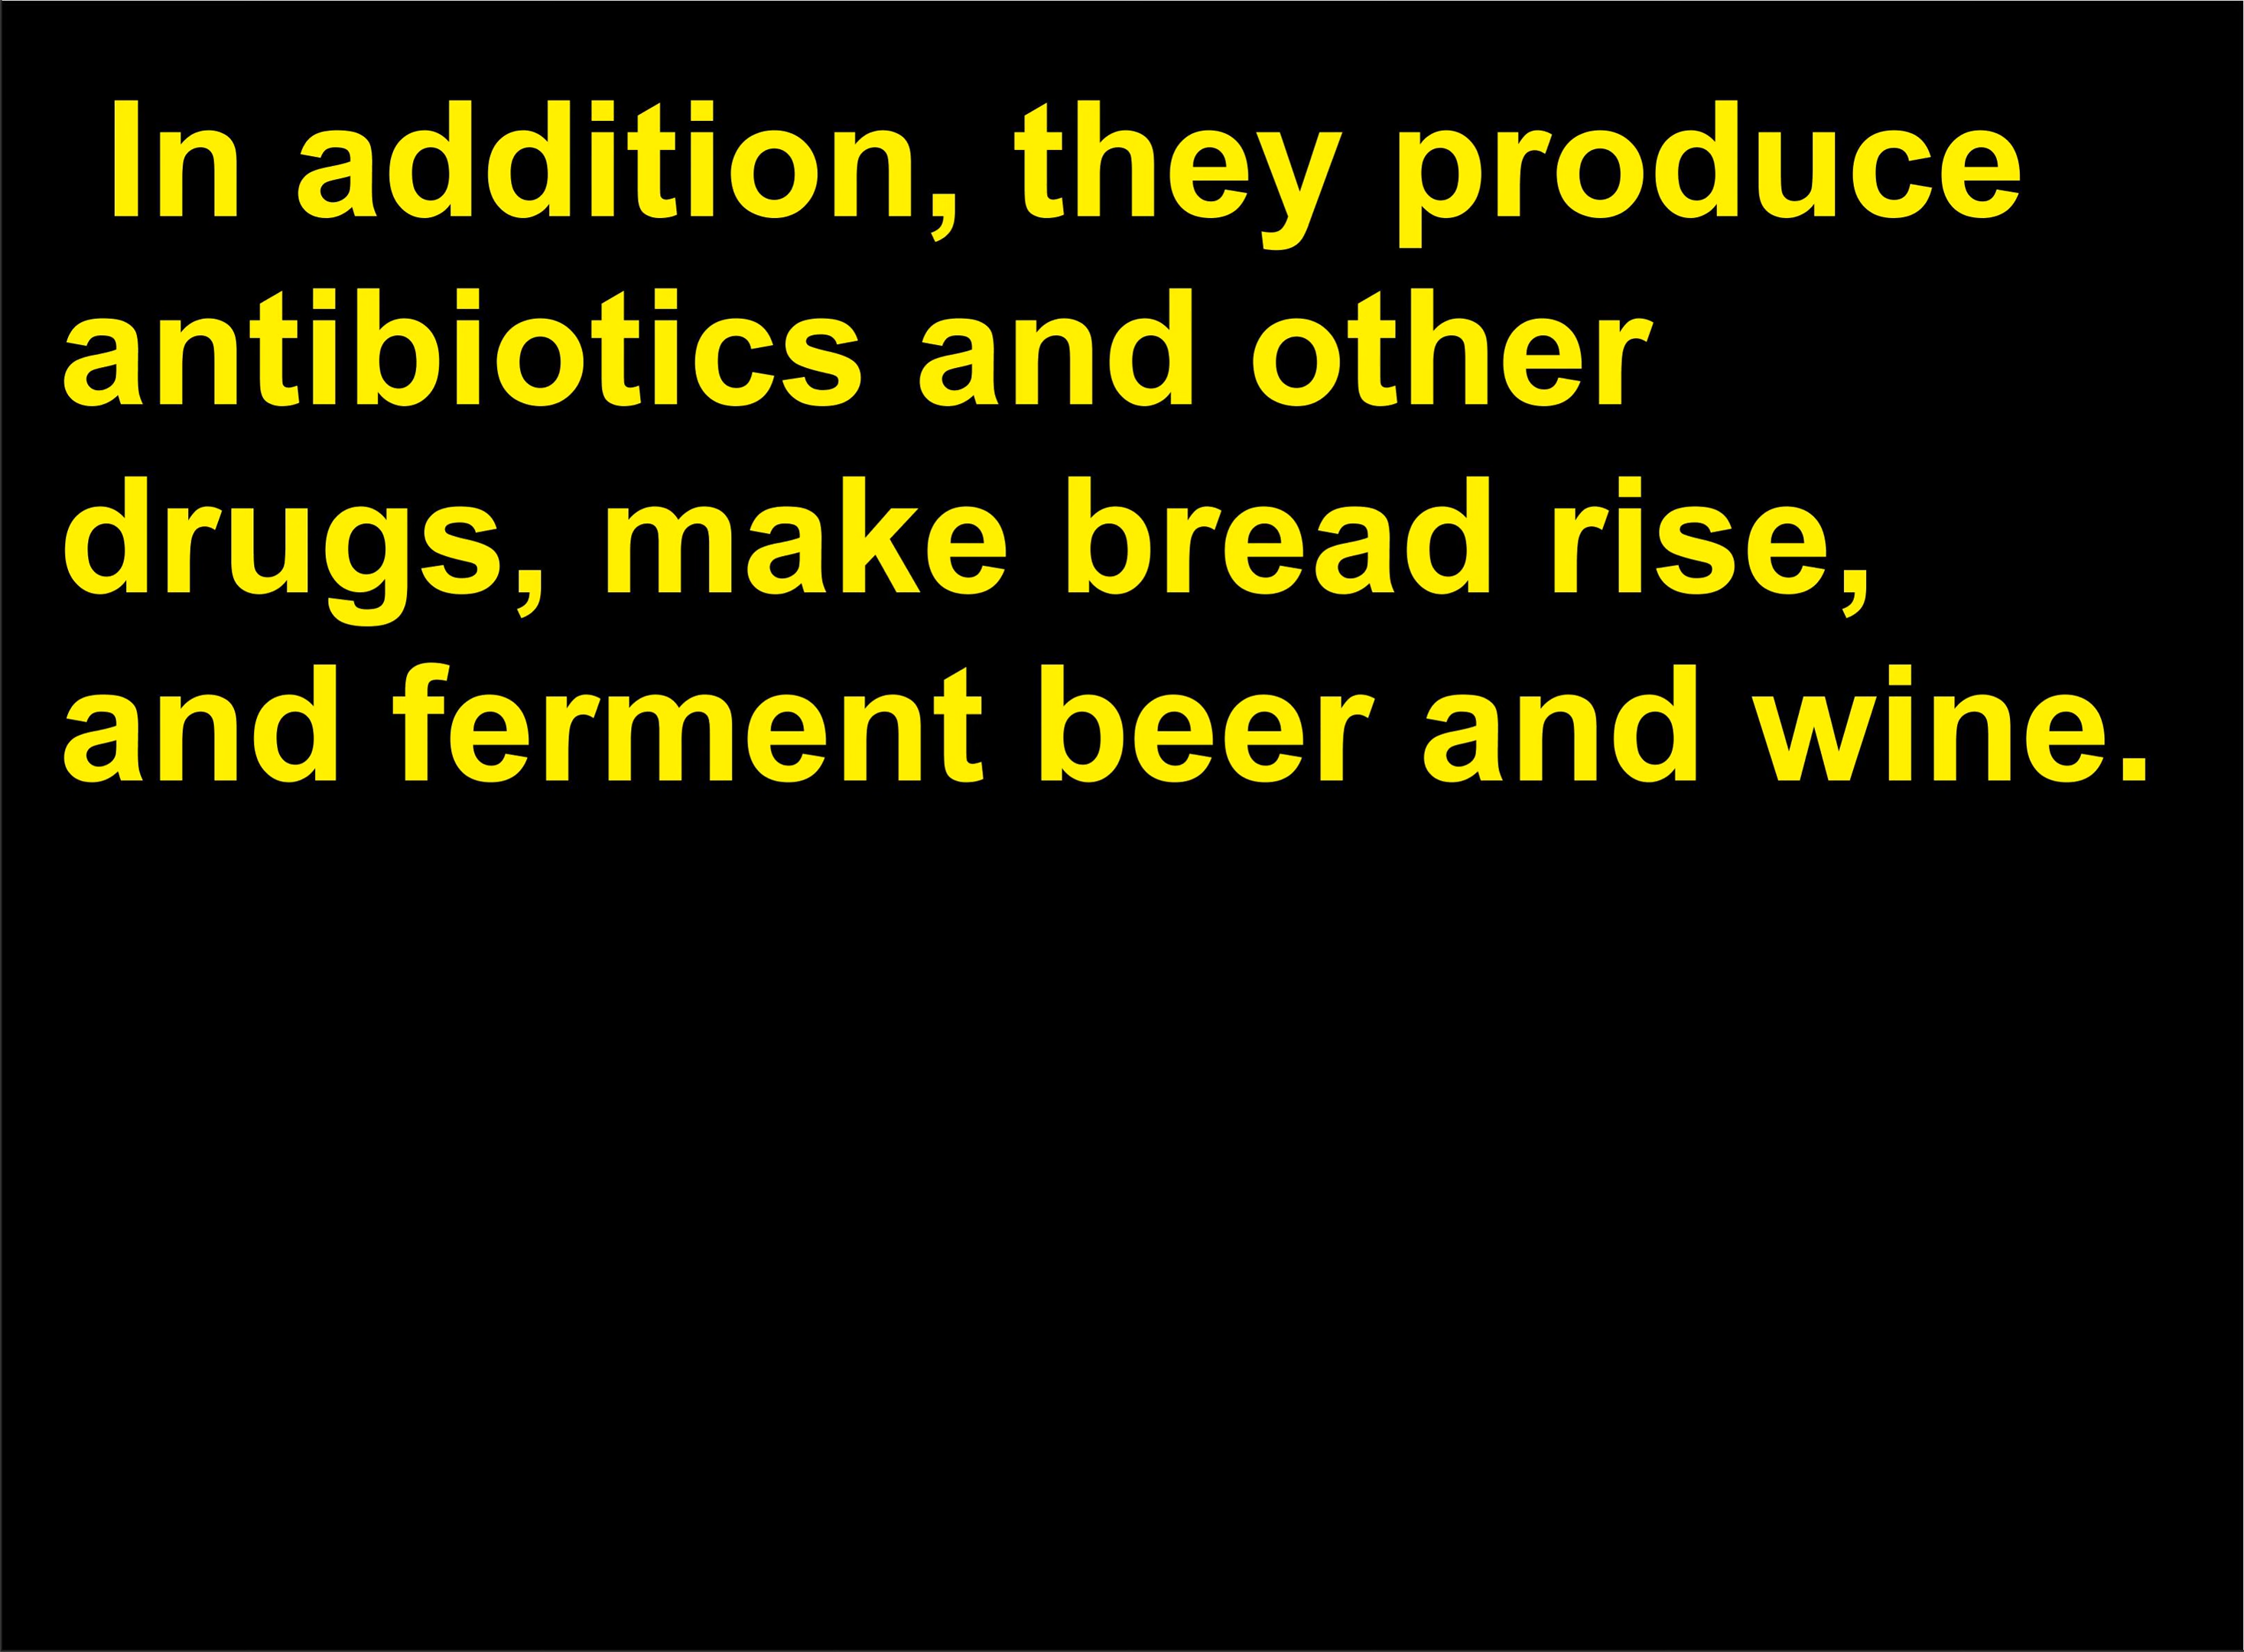 In addition, they produce
antibiotics and other
drugs, make bread rise,
and ferment beer and wine.